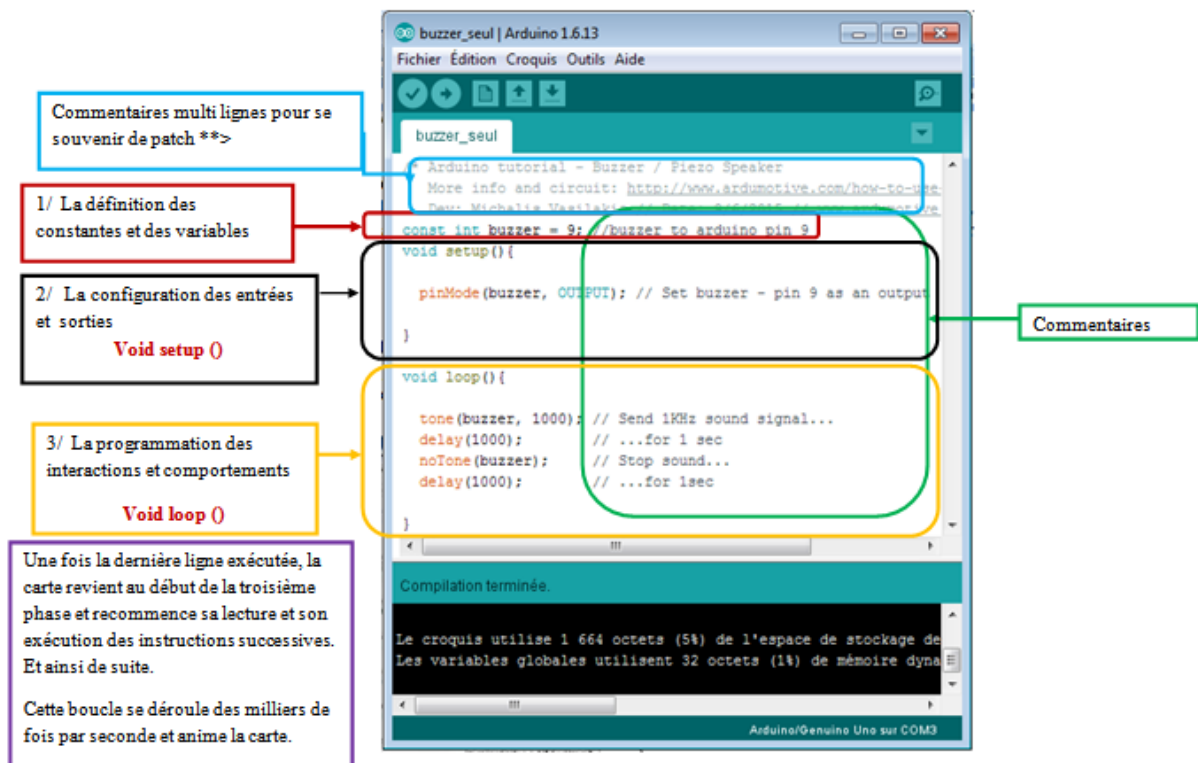 buzzer_seul | Arduino 1.6.13
Fichier Édition Croquis Outils Aide
buzzer_seul
Commentaires multi lignes pour se
souvenir de patch **>
1/ La définition des
constantes et des variables
2/ La configuration des entrées
et sorties
Void setup ()
3/ La programmation des
interactions et comportements
Void loop ()
Une fois la dernière ligne exécutée, la
carte revient au début de la troisième
phase et recommence sa lecture et son
exécution des instructions successives.
Et ainsi de suite.
Cette boucle se déroule des milliers de
fois par seconde et anime la carte.
/* Arduino tutorial - Buzzer / Piezo Speaker
More info and circuit: http://www.ardumotive.com/how-to-use-
Dev: Michalis Vasilakis // Date: // www.ardumotive
const int buzzer = 9; //buzzer to arduino pin 9
void setup(){
pinMode(buzzer, OUTPUT); // Set buzzer - pin 9 as an output
}
void loop(){
tone(buzzer, 1000); // Send 1KHz sound signal...
delay(1000); // ...for 1 sec
noTone(buzzer); // Stop sound...
delay(1000); // ...for 1sec
}
Commentaires
Compilation terminée.
Le croquis utilise 1 664 octets (5%) de l'espace de stockage de
Les variables globales utilisent 32 octets (1%) de mémoire dyna
Arduino/Genuino Uno sur COM3